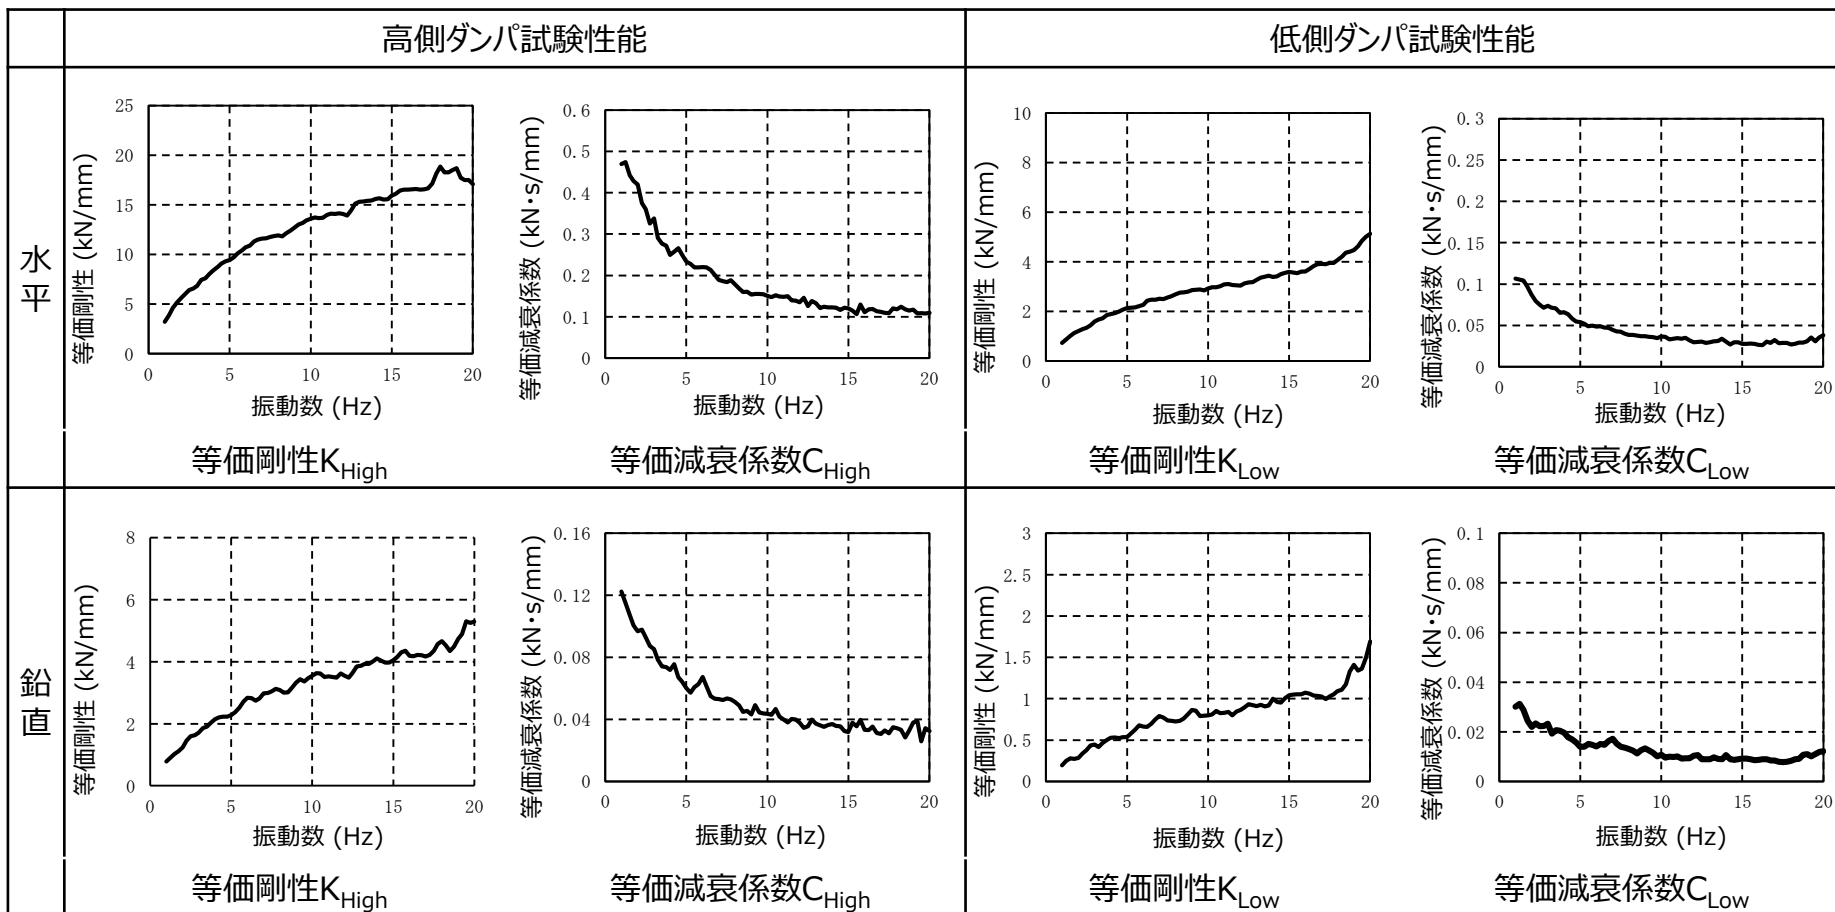 高側ダンパ試験性能
低側ダンパ試験性能
水平
等価剛性 (kN/mm)
25
20
15
10
5
0
0 5 10 15 20
振動数 (Hz)
等価剛性K_High
等価減衰係数 (kN・s/mm)
0.6
0.5
0.4
0.3
0.2
0.1
0
0 5 10 15 20
振動数 (Hz)
等価減衰係数C_High
等価剛性 (kN/mm)
10
8
6
4
2
0
0 5 10 15 20
振動数 (Hz)
等価剛性K_Low
等価減衰係数 (kN・s/mm)
0.3
0.25
0.2
0.15
0.1
0.05
0
0 5 10 15 20
振動数 (Hz)
等価減衰係数C_Low
鉛直
等価剛性 (kN/mm)
8
6
4
2
0
0 5 10 15 20
振動数 (Hz)
等価剛性K_High
等価減衰係数 (kN・s/mm)
0.16
0.12
0.08
0.04
0
0 5 10 15 20
振動数 (Hz)
等価減衰係数C_High
等価剛性 (kN/mm)
3
2.5
2
1.5
1
0.5
0
0 5 10 15 20
振動数 (Hz)
等価剛性K_Low
等価減衰係数 (kN・s/mm)
0.1
0.08
0.06
0.04
0.02
0
0 5 10 15 20
振動数 (Hz)
等価減衰係数C_Low